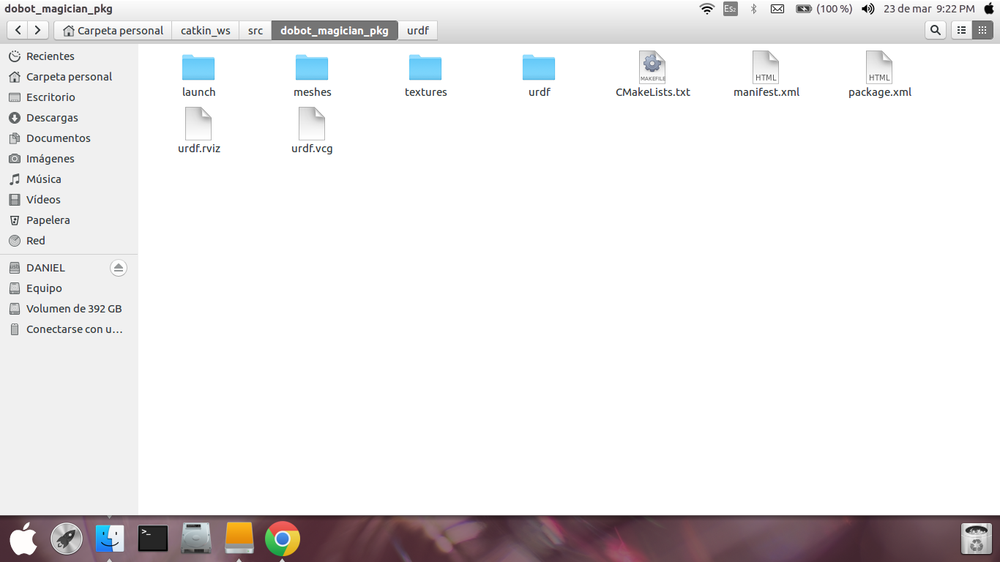 dobot_magician_pkg
Es2 (100 %) 23 de mar 9:22 PM
Carpeta personal catkin_ws src dobot_magician_pkg urdf
Recientes
Carpeta personal
Escritorio
Descargas
Documentos
Imágenes
Música
Vídeos
Papelera
Red
DANIEL
Equipo
Volumen de 392 GB
Conectarse con u…
MAKEFILE HTML HTML
launch meshes textures urdf CMakeLists.txt manifest.xml package.xml
urdf.rviz urdf.vcg
>_